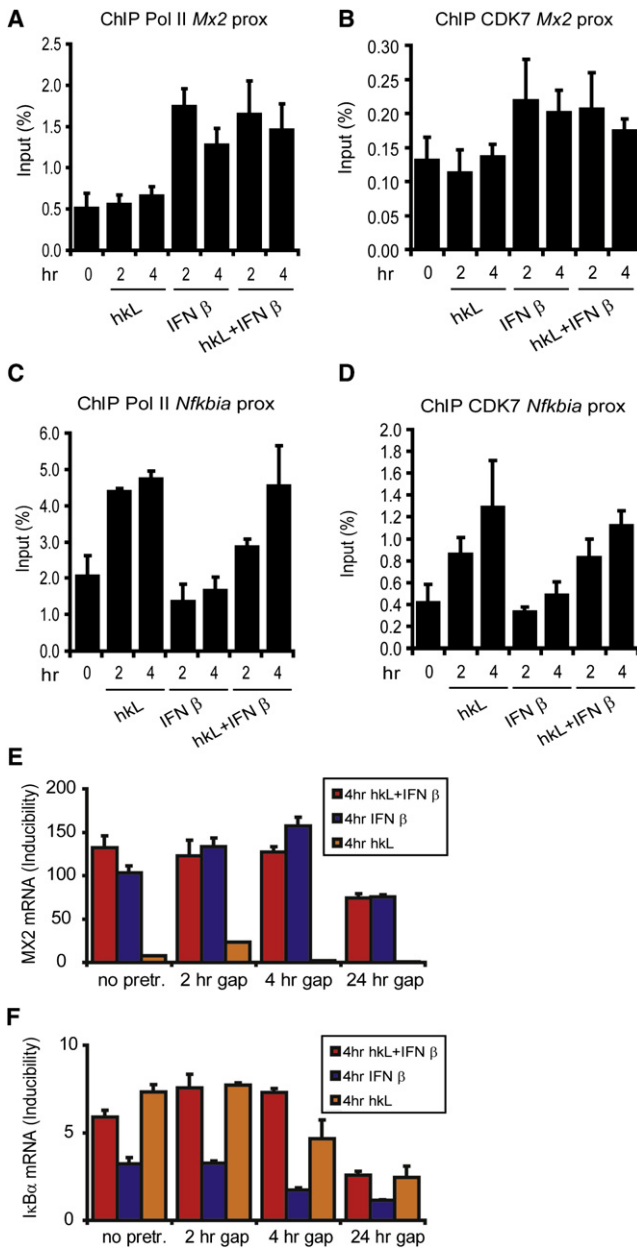 A
ChIP Pol II Mx2 prox
Input (%)
2.5
2.0
1.5
1.0
0.5
0.0
hr 0 2 4 2 4 2 4
hkL IFN β hkL+IFN β
B
ChIP CDK7 Mx2 prox
Input (%)
0.30
0.25
0.20
0.15
0.10
0.05
0.00
hr 0 2 4 2 4 2 4
hkL IFN β hkL+IFN β
C
ChIP Pol II Nfkbia prox
Input (%)
6.0
5.0
4.0
3.0
2.0
1.0
0.0
hr 0 2 4 2 4 2 4
hkL IFN β hkL+IFN β
D
ChIP CDK7 Nfkbia prox
Input (%)
2.0
1.8
1.6
1.4
1.2
1.0
0.8
0.6
0.4
0.2
0.0
hr 0 2 4 2 4 2 4
hkL IFN β hkL+IFN β
E
MX2 mRNA (Inducibility)
200
150
100
50
0
4hr hkL+IFN β
4hr IFN β
4hr hkL
no pretr. 2 hr gap 4 hr gap 24 hr gap
F
IκBα mRNA (Inducibility)
10
5
0
4hr hkL+IFN β
4hr IFN β
4hr hkL
no pretr. 2 hr gap 4 hr gap 24 hr gap